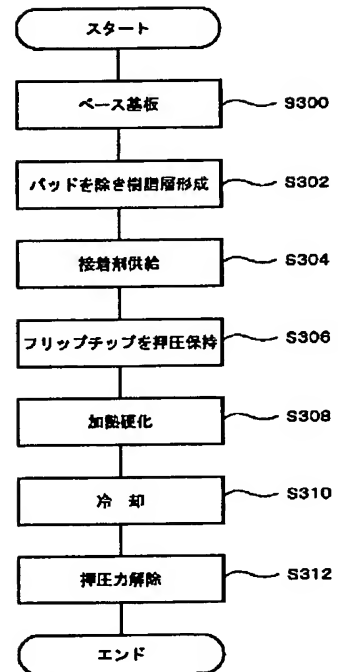 スタート
ベース基板 S300
パッドを除き樹脂層形成 S302
接着剤供給 S304
フリップチップを押圧保持 S306
加熱硬化 S308
冷 却 S310
押圧力解除 S312
エンド